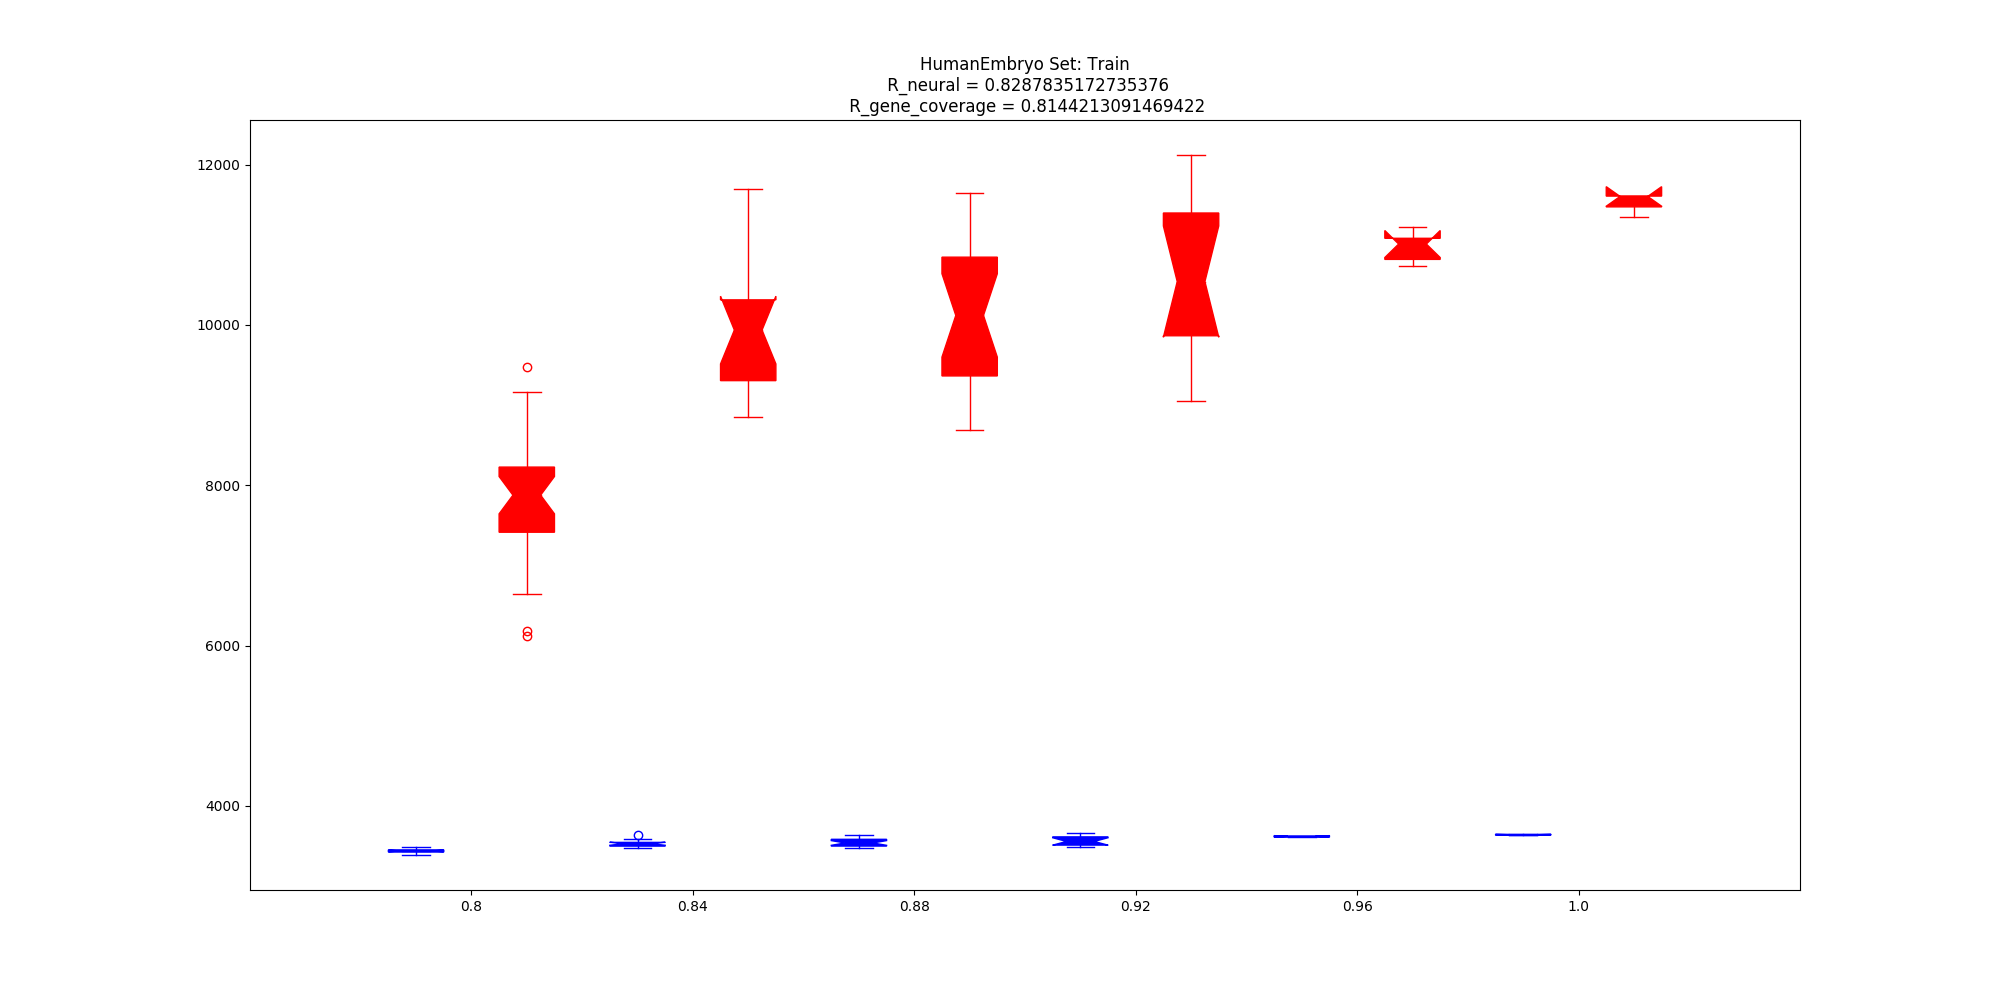 HumanEmbryo Set: Train
R_neural = 0.8287835172735376
R_gene_coverage = 0.8144213091469422
12000
10000
8000
6000
4000
0.8 0.84 0.88 0.92 0.96 1.0